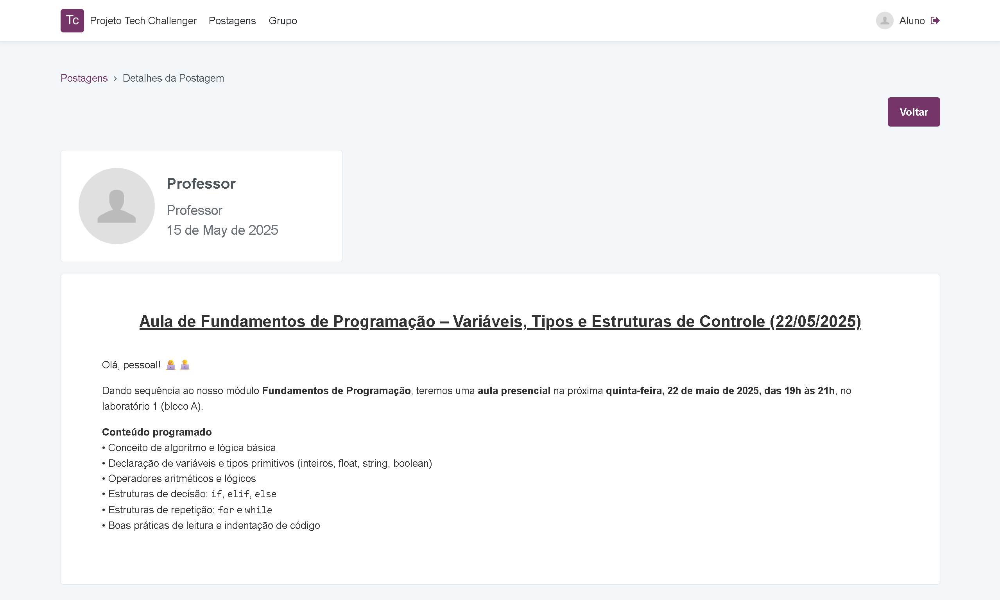 Tc Projeto Tech Challenger Postagens Grupo Aluno
Postagens > Detalhes da Postagem
Voltar
Professor
Professor
15 de May de 2025
Aula de Fundamentos de Programação – Variáveis, Tipos e Estruturas de Controle (22/05/2025)
Olá, pessoal! 👩‍💻 👨‍💻
Dando sequência ao nosso módulo Fundamentos de Programação, teremos uma aula presencial na próxima quinta-feira, 22 de maio de 2025, das 19h às 21h, no
laboratório 1 (bloco A).
Conteúdo programado
• Conceito de algoritmo e lógica básica
• Declaração de variáveis e tipos primitivos (inteiros, float, string, boolean)
• Operadores aritméticos e lógicos
• Estruturas de decisão: if, elif, else
• Estruturas de repetição: for e while
• Boas práticas de leitura e indentação de código